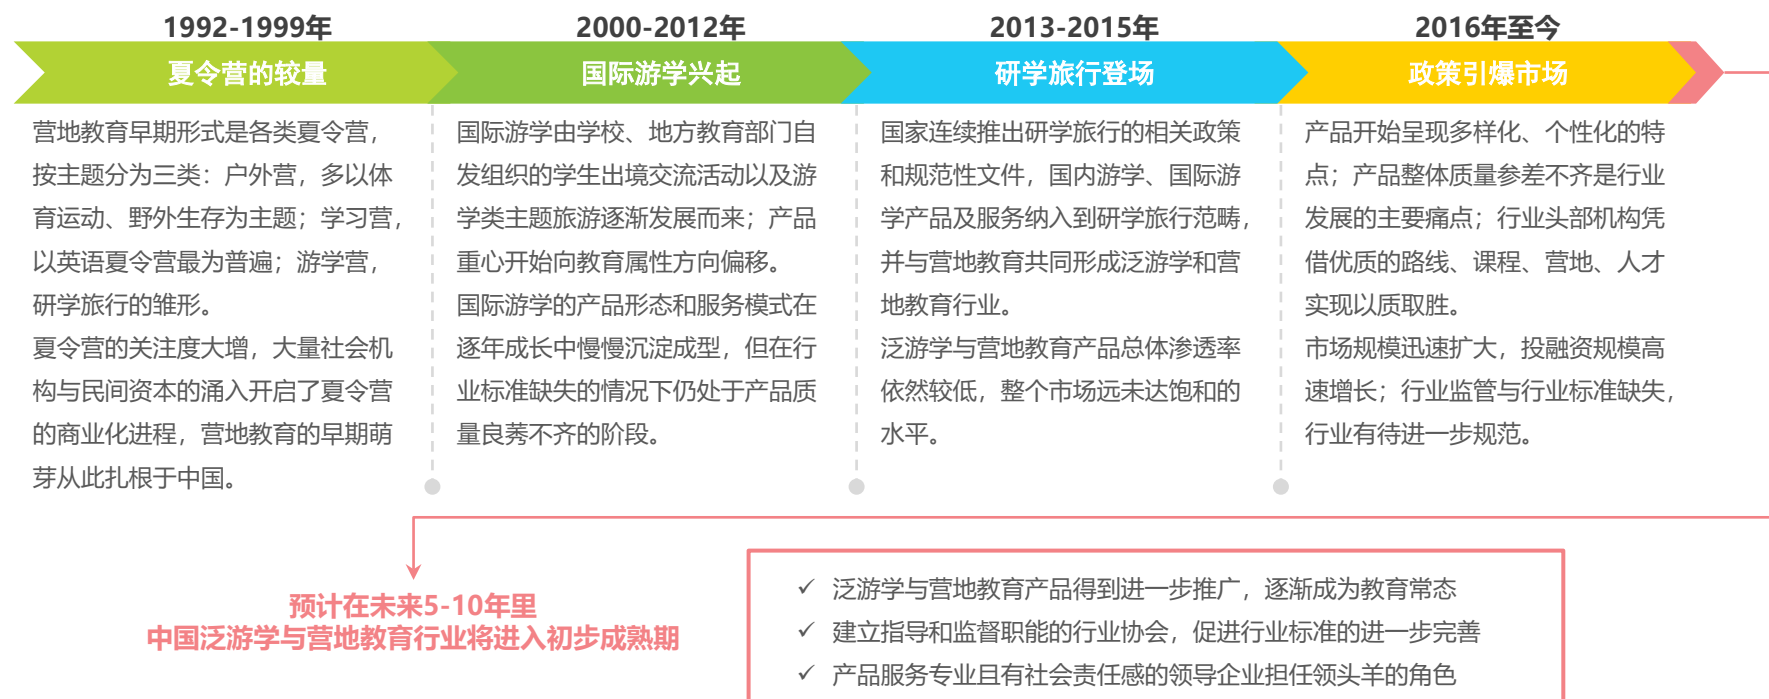 1992-1999年
夏令营的较量
营地教育早期形式是各类夏令营，
按主题分为三类：户外营，多以体
育运动、野外生存为主题；学习营，
以英语夏令营最为普遍；游学营，
研学旅行的雏形。
夏令营的关注度大增，大量社会机
构与民间资本的涌入开启了夏令营
的商业化进程，营地教育的早期萌
芽从此扎根于中国。
2000-2012年
国际游学兴起
国际游学由学校、地方教育部门自
发组织的学生出境交流活动以及游
学类主题旅游逐渐发展而来；产品
重心开始向教育属性方向偏移。
国际游学的产品形态和服务模式在
逐年成长中慢慢沉淀成型，但在行
业标准缺失的情况下仍处于产品质
量良莠不齐的阶段。
2013-2015年
研学旅行登场
国家连续推出研学旅行的相关政策
和规范性文件，国内游学、国际游
学产品及服务纳入到研学旅行范畴，
并与营地教育共同形成泛游学和营
地教育行业。
泛游学与营地教育产品总体渗透率
依然较低，整个市场远未达饱和的
水平。
2016年至今
政策引爆市场
产品开始呈现多样化、个性化的特
点；产品整体质量参差不齐是行业
发展的主要痛点；行业头部机构凭
借优质的路线、课程、营地、人才
实现以质取胜。
市场规模迅速扩大，投融资规模高
速增长；行业监管与行业标准缺失，
行业有待进一步规范。
预计在未来5-10年里
中国泛游学与营地教育行业将进入初步成熟期
✓ 泛游学与营地教育产品得到进一步推广，逐渐成为教育常态
✓ 建立指导和监督职能的行业协会，促进行业标准的进一步完善
✓ 产品服务专业且有社会责任感的领导企业担任领头羊的角色